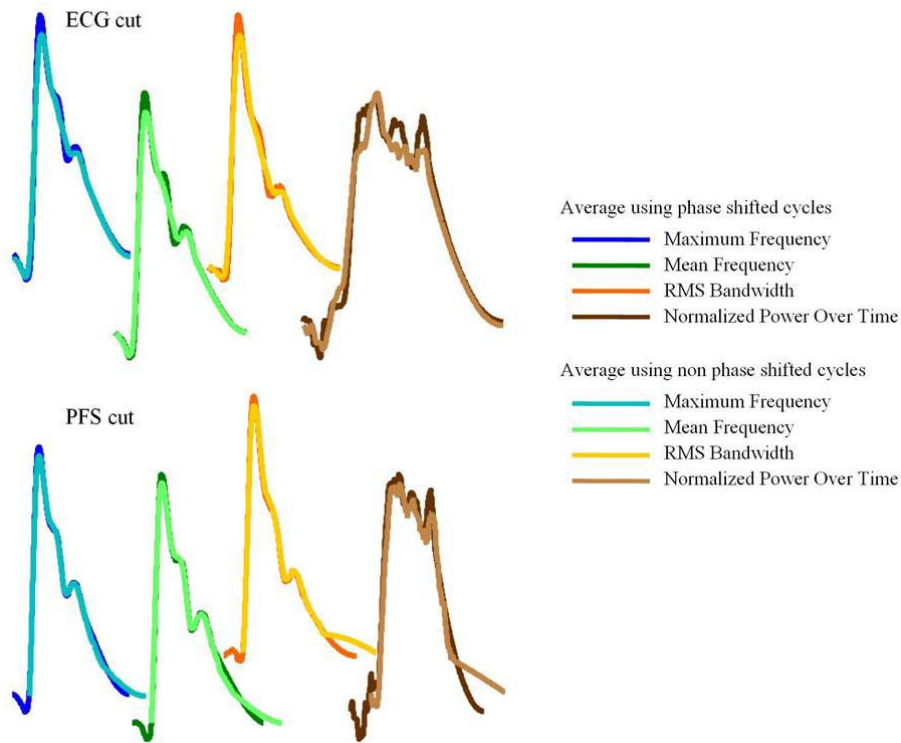 ECG cut
Average using phase shifted cycles
Maximum Frequency
Mean Frequency
RMS Bandwidth
Normalized Power Over Time
Average using non phase shifted cycles
Maximum Frequency
Mean Frequency
RMS Bandwidth
Normalized Power Over Time
PFS cut